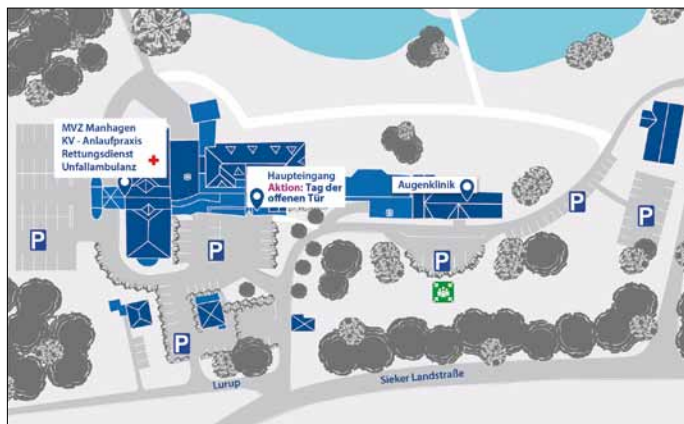 MVZ Manhagen
KV - Anlaufpraxis
Rettungsdienst
Unfallambulanz
Haupteingang
Aktion: Tag der
offenen Tür
Augenklinik
P
P
P
P
P
P
Lurup
Sieker Landstraße